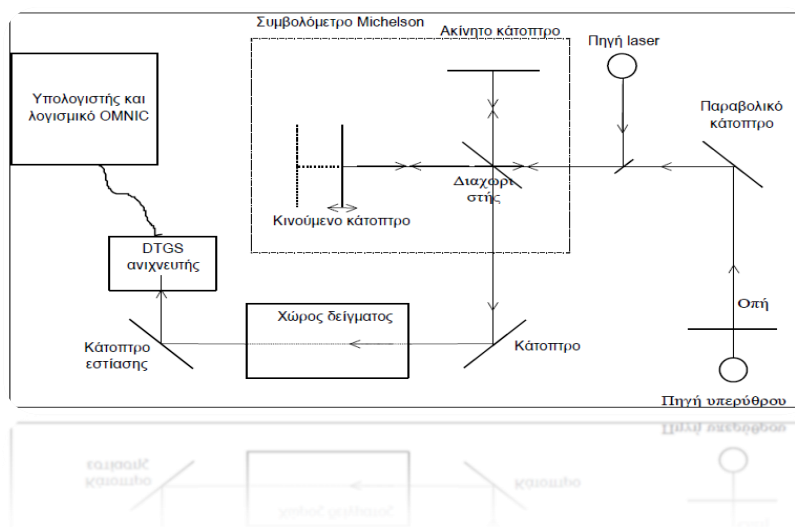 Συμβολόμετρο Michelson
Ακίνητο κάτοπτρο
Πηγή laser
Υπολογιστής και
λογισμικό OMNIC
Παραβολικό
κάτοπτρο
Διαχωρι
στής
Κινούμενο κάτοπτρο
DTGS
ανιχνευτής
Οπή
Χώρος δείγματος
Κάτοπτρο
εστίασης
Κάτοπτρο
Πηγή υπερύθρου